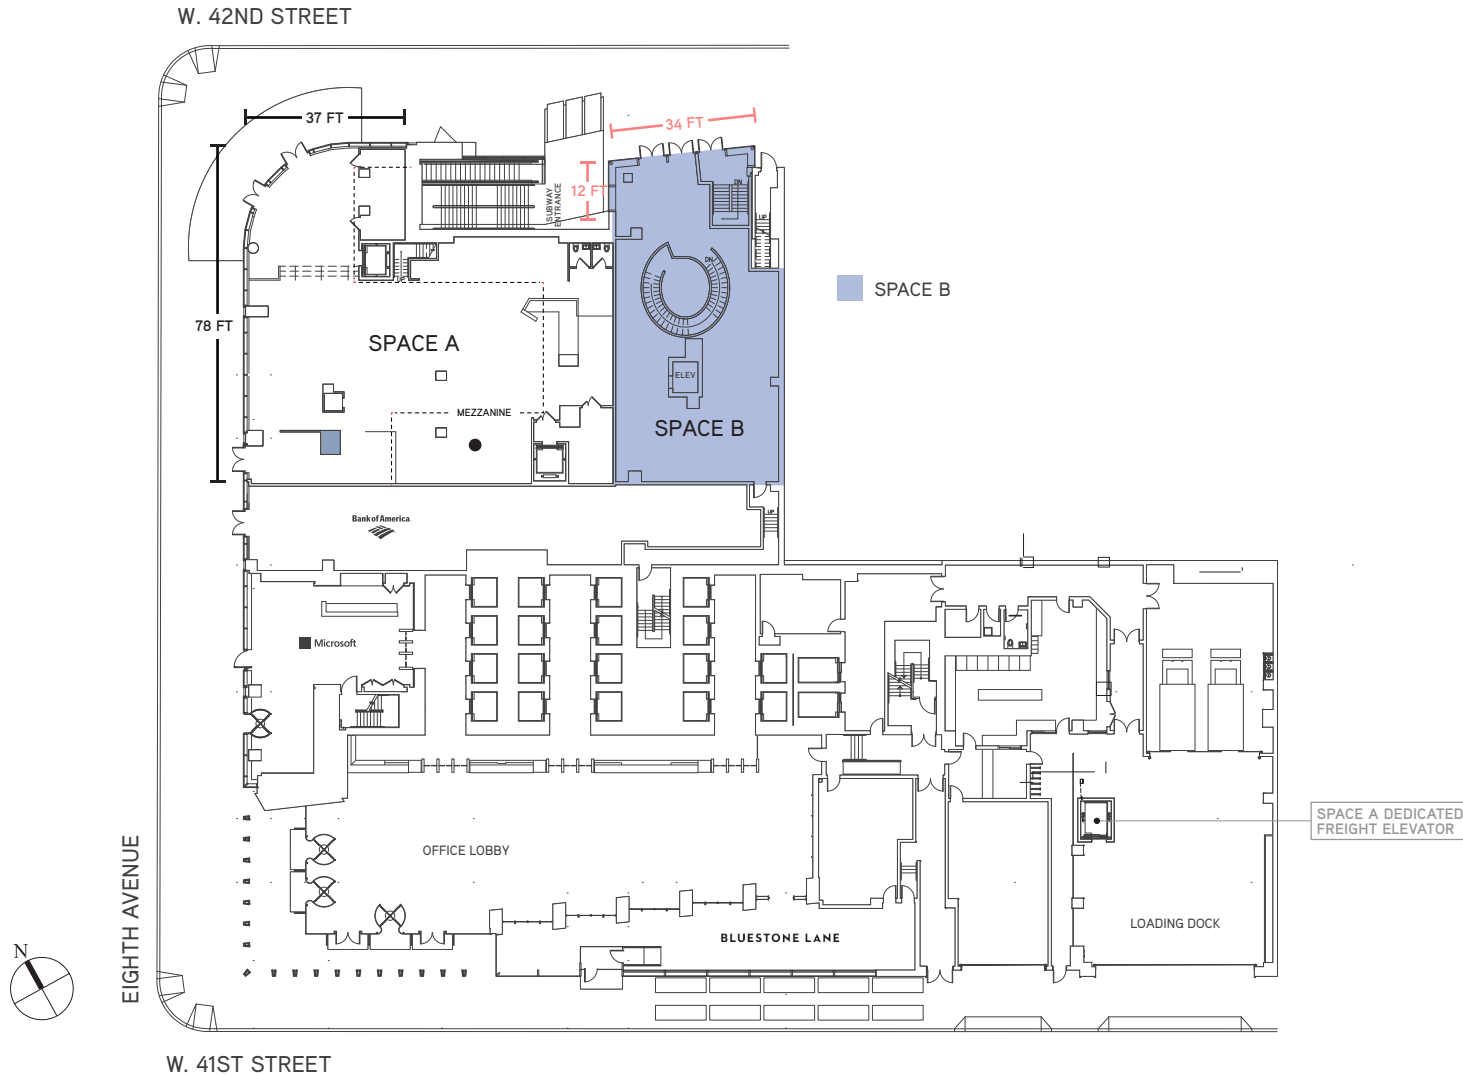 W. 42ND STREET
37 FT
34 FT
12 FT
SUBWAY
ENTRANCE
DN
UP
DN
UP
SPACE B
78 FT
SPACE A
ELEV
MEZZANINE
SPACE B
Bank of America
UP
Microsoft
SPACE A DEDICATED
FREIGHT ELEVATOR
OFFICE LOBBY
EIGHTH AVENUE
LOADING DOCK
BLUESTONE LANE
N
W. 41ST STREET